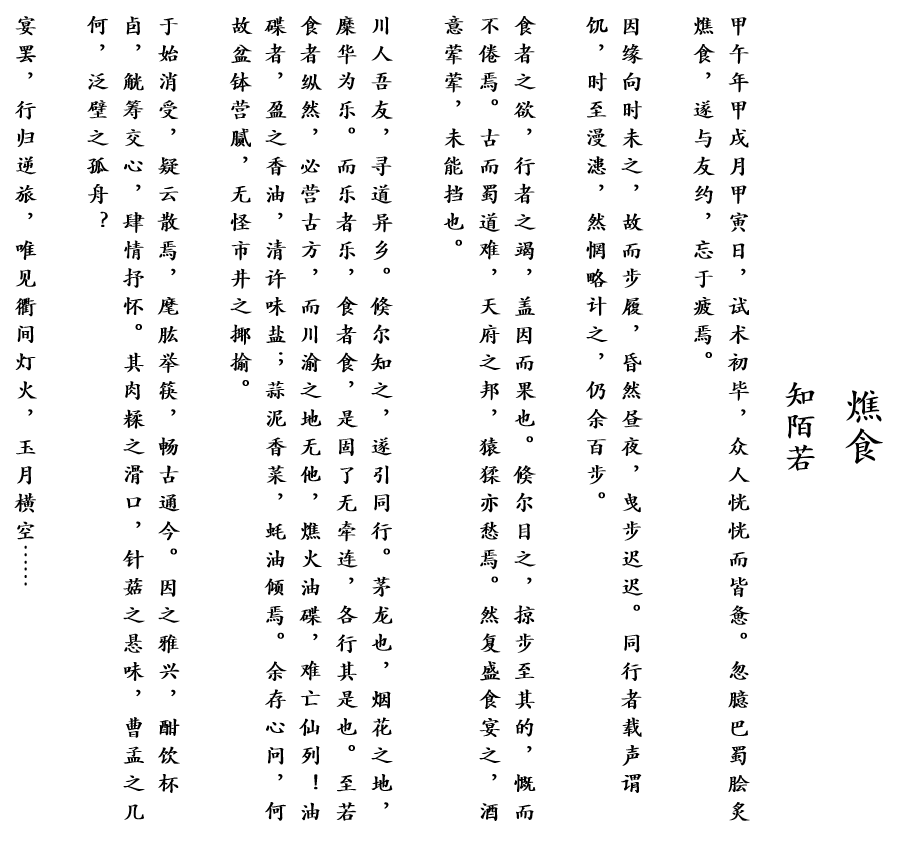 燋食
知陌若
甲午年甲戌月甲寅日，试术初毕，众人恍恍而皆惫。忽臆巴蜀脍炙
燋食，遂与友约，忘于疲焉。
因缘向时未之，故而步履，昏然昼夜，曳步迟迟。同行者载声谓
饥，时至漫漶，然惘略计之，仍余百步。
食者之欲，行者之竭，盖因而果也。倏尔目之，掠步至其的，慨而
不倦焉。古而蜀道难，天府之邦，猿猱亦愁焉。然复盛食宴之，酒
意荤荤，未能挡也。
川人吾友，寻道异乡。倏尔知之，遂引同行。茅龙也，烟花之地，
糜华为乐。而乐者乐，食者食，是固了无牵连，各行其是也。至若
食者纵然，必营古方，而川渝之地无他，燋火油碟，难亡仙列！油
碟者，盈之香油，清许味盐；蒜泥香菜，蚝油倾焉。余存心问，何
故盆钵营腻，无怪市井之揶揄。
于始消受，疑云散焉，麾肱举筷，畅古通今。因之雅兴，酣饮杯
卣，觥筹交心，肆情抒怀。其肉糅之滑口，针菇之悬味，曹孟之几
何，泛壁之孤舟？
宴罢，行归逆旅，唯见衢间灯火，玉月横空……